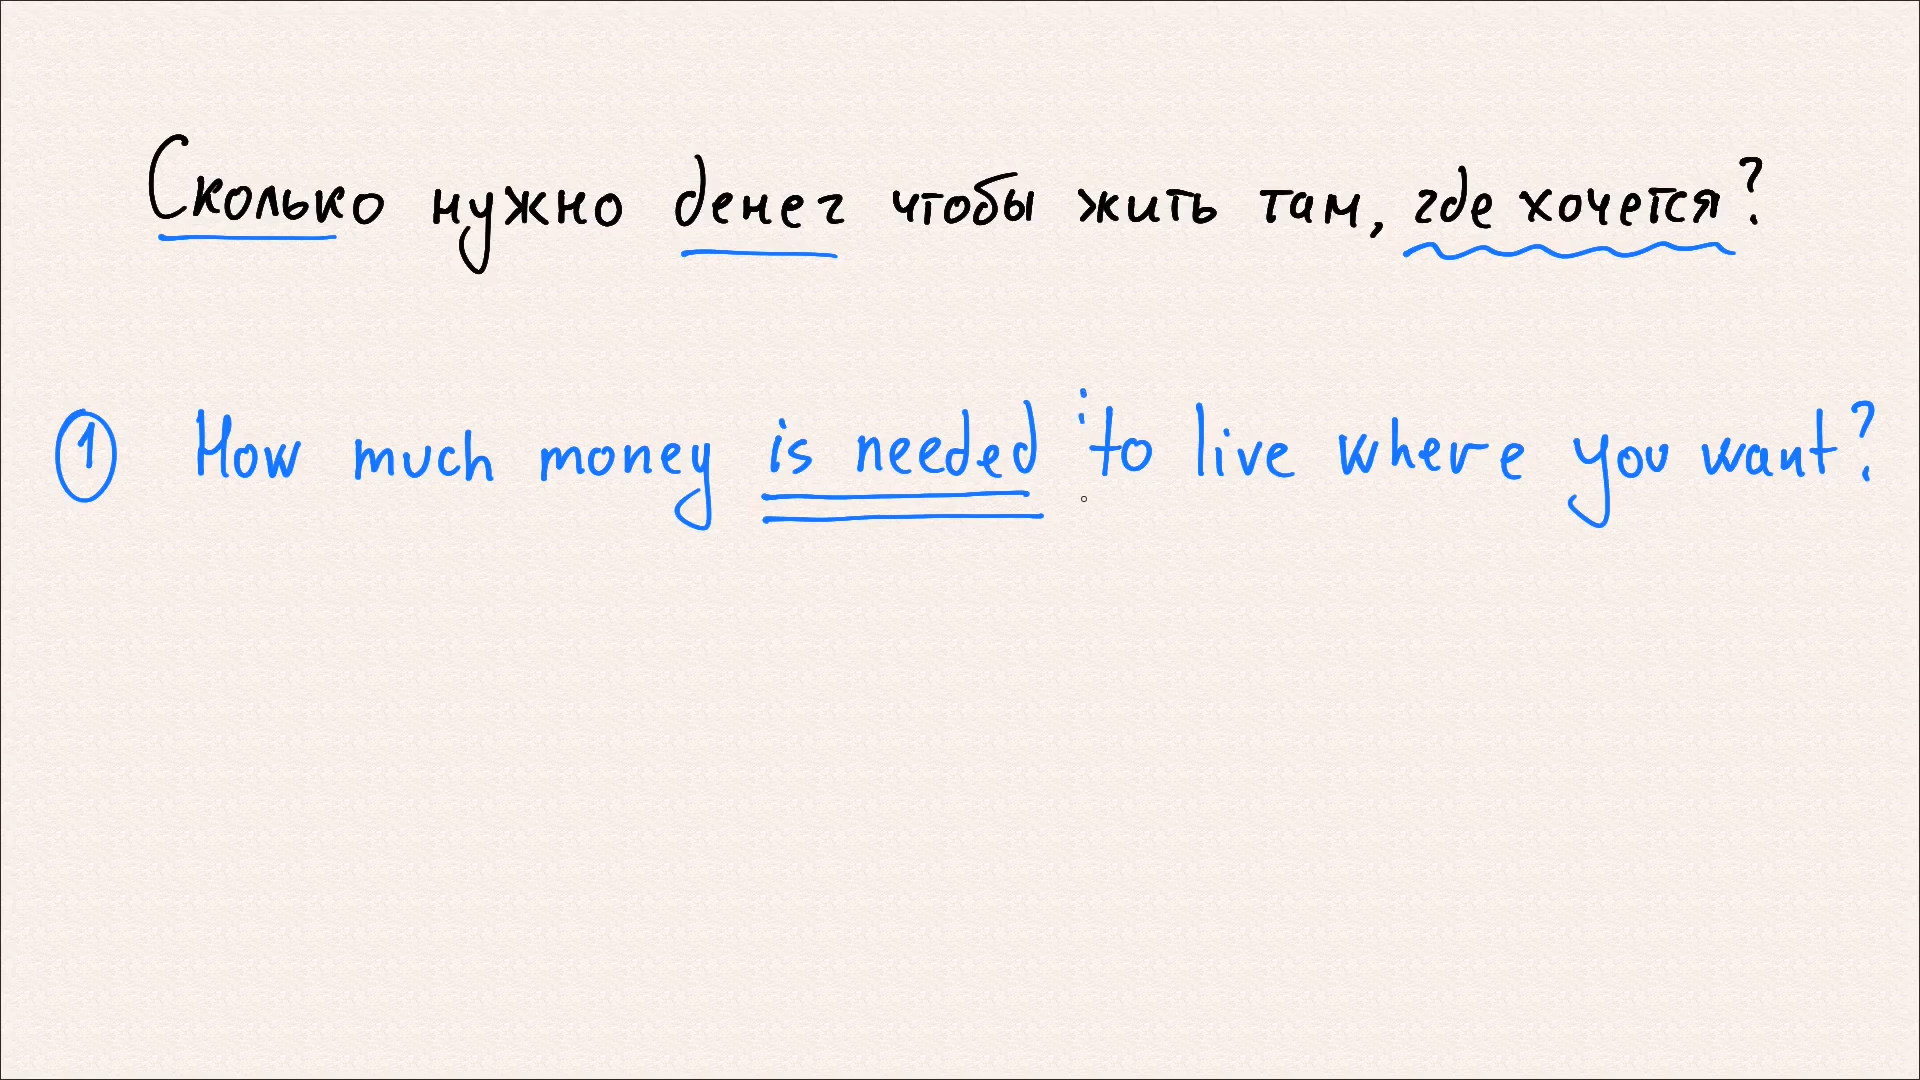 Сколько нужно денег чтобы жить там, где хочется?
1 How much money is needed to live where you want?